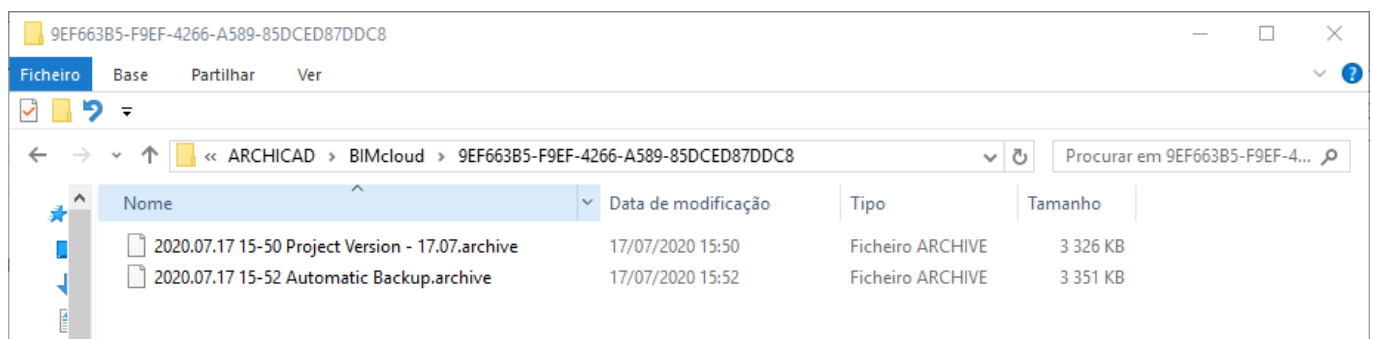 9EF663B5-F9EF-4266-A589-85DCED87DDC8
Ficheiro Base Partilhar Ver
« ARCHICAD › BIMcloud › 9EF663B5-F9EF-4266-A589-85DCED87DDC8 Procurar em 9EF663B5-F9EF-4...
Nome Data de modificação Tipo Tamanho
2020.07.17 15-50 Project Version - 17.07.archive 17/07/2020 15:50 Ficheiro ARCHIVE 3 326 KB
2020.07.17 15-52 Automatic Backup.archive 17/07/2020 15:52 Ficheiro ARCHIVE 3 351 KB